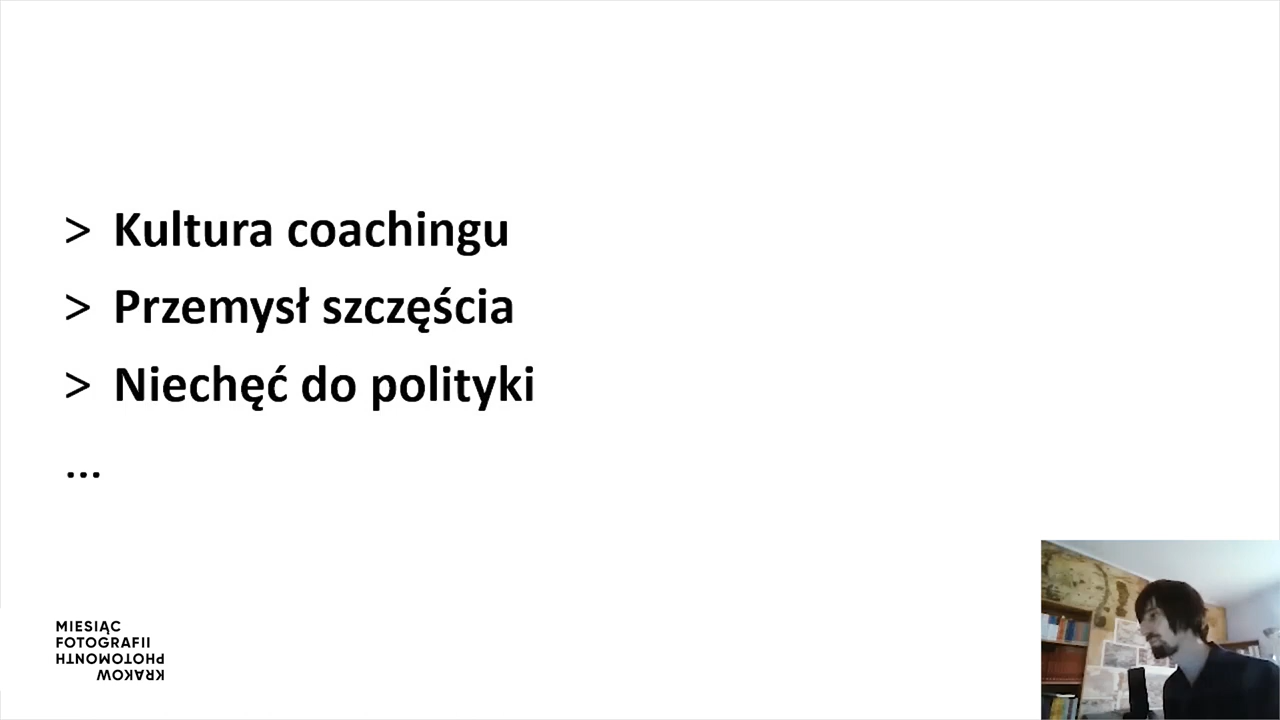 > Kultura coachingu
> Przemysł szczęścia
> Niechęć do polityki
...
MIESIĄC
FOTOGRAFII
PHOTOMONTH
KRAKOW